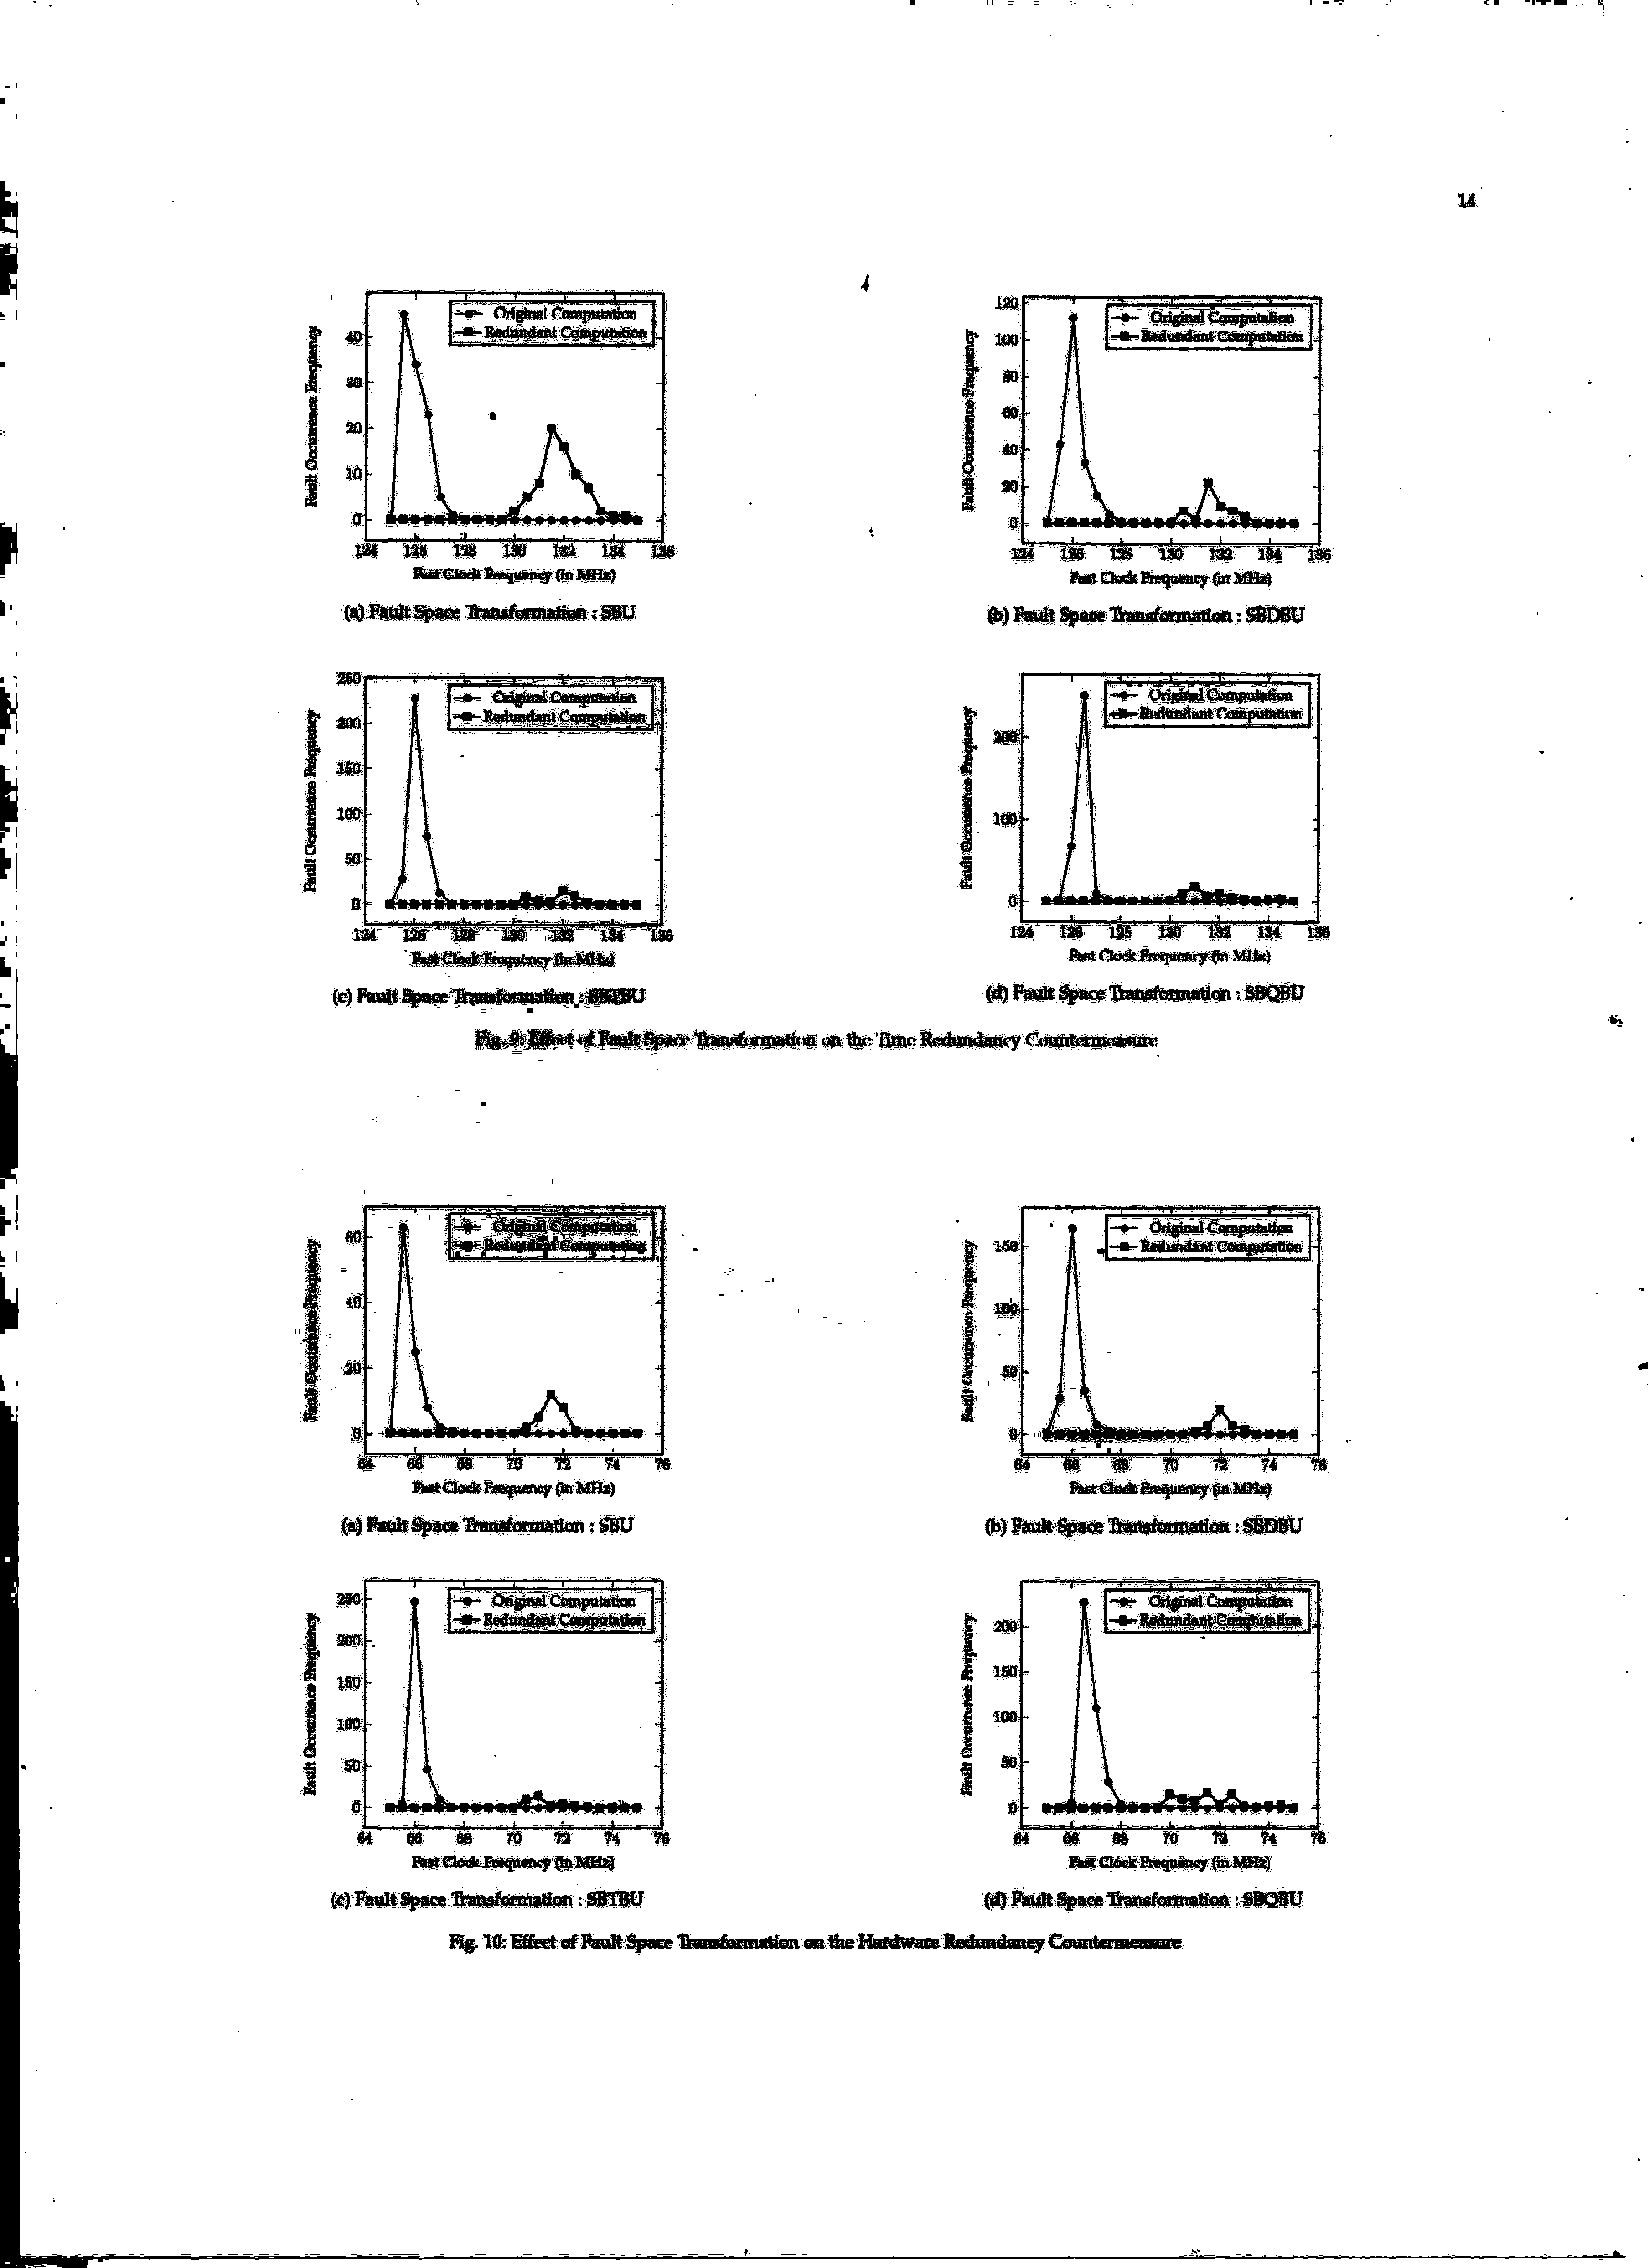 14
Original Computation
Redundant Computation
Fault Occurrence Frequency
40
30
20
10
0
124 126 128 130 132 134 136
Fast Clock Frequency (in MHz)
(a) Fault Space Transformation : SBU
Original Computation
Redundant Computation
Fault Occurrence Frequency
120
100
80
60
40
20
0
124 126 128 130 132 134 136
Fast Clock Frequency (in MHz)
(b) Fault Space Transformation : SBDBU
Original Computation
Redundant Computation
Fault Occurrence Frequency
250
200
150
100
50
0
124 126 128 130 132 134 136
Fast Clock Frequency (in MHz)
(c) Fault Space Transformation : SBTBU
Original Computation
Redundant Computation
Fault Occurrence Frequency
200
100
0
124 126 128 130 132 134 136
Fast Clock Frequency (in MHz)
(d) Fault Space Transformation : SBQBU
Fig. 9: Effect of Fault Space Transformation on the Time Redundancy Countermeasure
Original Computation
Redundant Computation
Fault Occurrence Frequency
60
40
20
0
64 66 68 70 72 74 76
Fast Clock Frequency (in MHz)
(a) Fault Space Transformation : SBU
Original Computation
Redundant Computation
Fault Occurrence Frequency
150
100
50
0
64 66 68 70 72 74 76
Fast Clock Frequency (in MHz)
(b) Fault Space Transformation : SBDBU
Original Computation
Redundant Computation
Fault Occurrence Frequency
250
200
150
100
50
0
64 66 68 70 72 74 76
Fast Clock Frequency (in MHz)
(c) Fault Space Transformation : SBTBU
Original Computation
Redundant Computation
Fault Occurrence Frequency
200
150
100
50
0
64 66 68 70 72 74 76
Fast Clock Frequency (in MHz)
(d) Fault Space Transformation : SBQBU
Fig. 10: Effect of Fault Space Transformation on the Hardware Redundancy Countermeasure